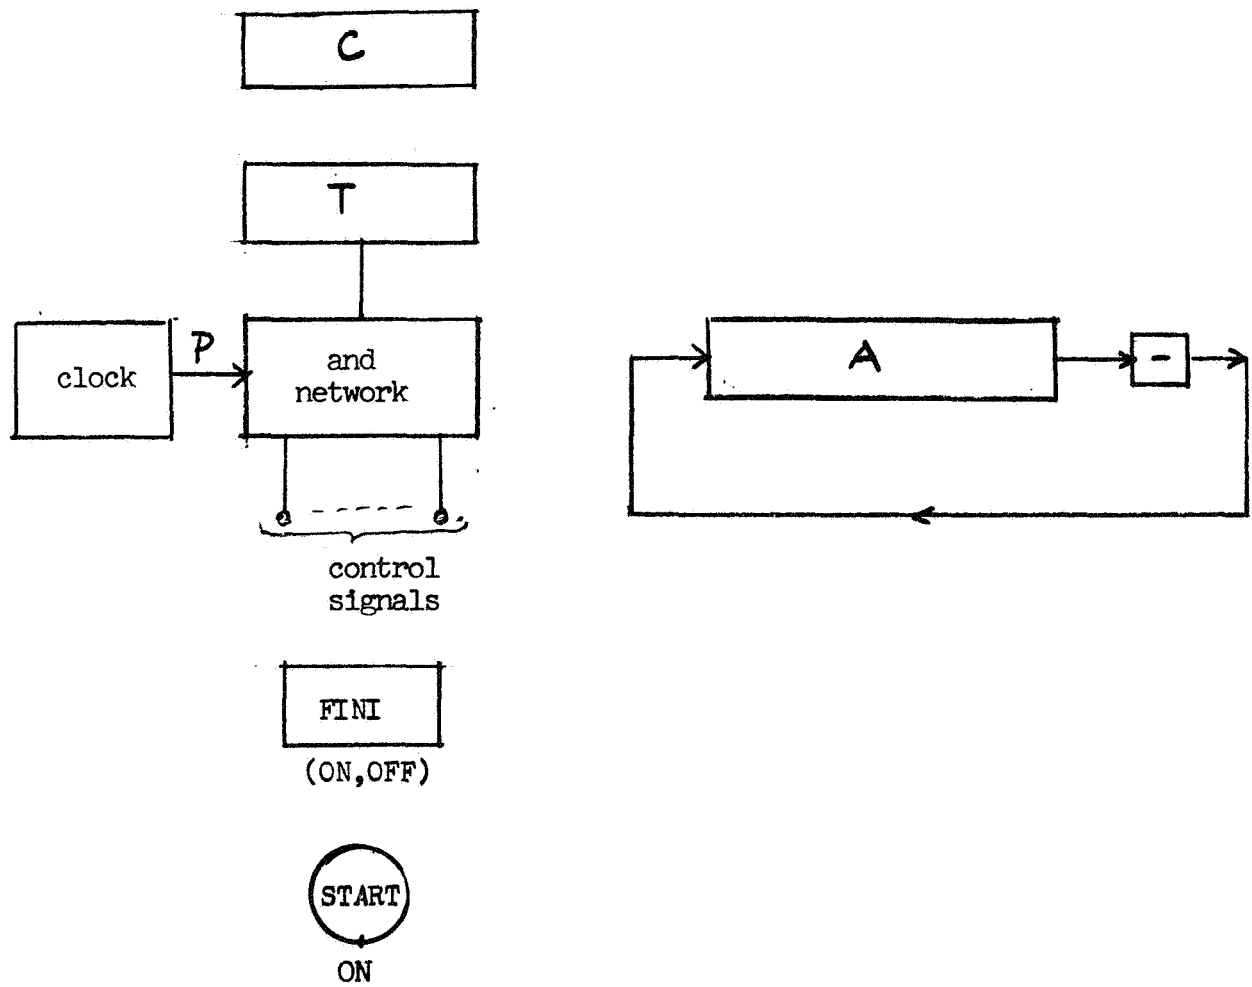 C
T
P
clock
and
network
A
-
control
signals
FINI
(ON,OFF)
START
ON